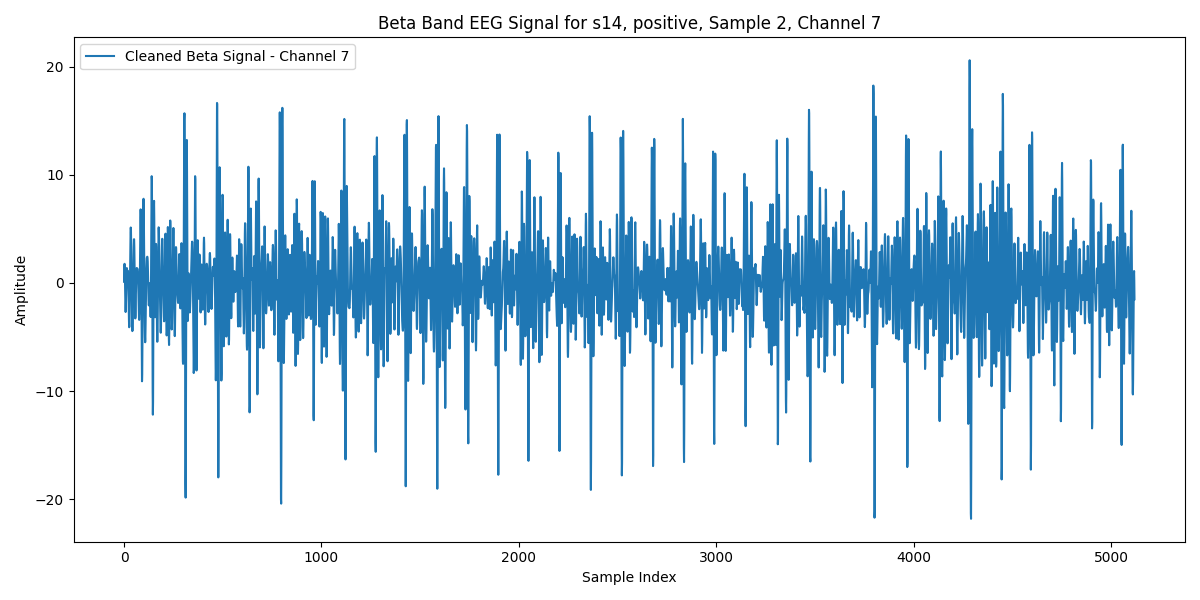 Beta Band EEG Signal for s14, positive, Sample 2, Channel 7
Cleaned Beta Signal - Channel 7
Amplitude
20
10
0
−10
−20
0 1000 2000 3000 4000 5000
Sample Index